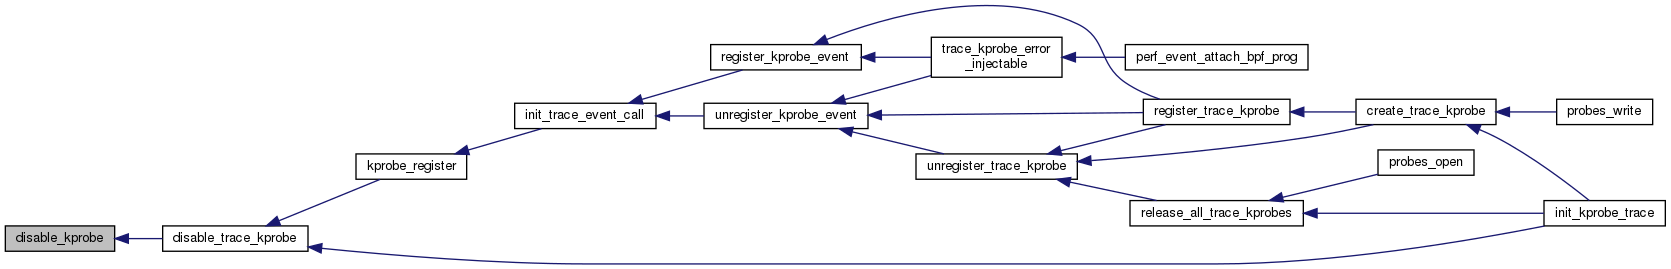 register_kprobe_event
trace_kprobe_error
_injectable
perf_event_attach_bpf_prog
init_trace_event_call
unregister_kprobe_event
register_trace_kprobe
create_trace_kprobe
probes_write
kprobe_register
unregister_trace_kprobe
probes_open
release_all_trace_kprobes
init_kprobe_trace
disable_kprobe
disable_trace_kprobe